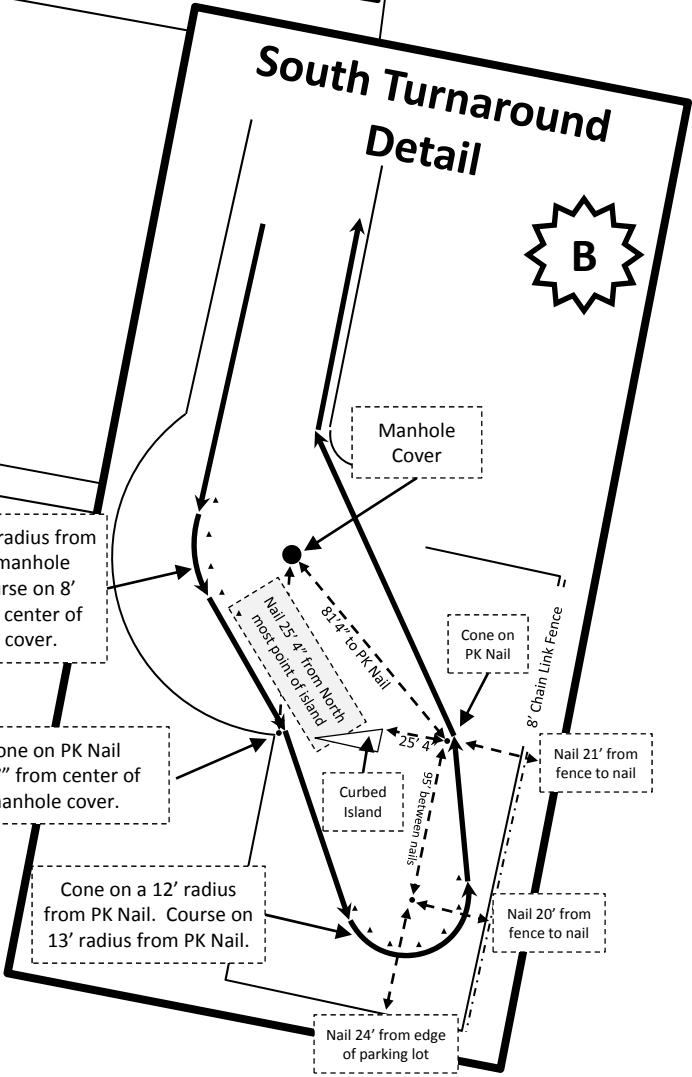 South Turnaround
Detail
B
Manhole
Cover
radius from
manhole
rse on 8’
center of
cover.
81’4” to PK Nail
Nail 25’ 4” from North
most point of island
Cone on
PK Nail
8’ Chain Link Fence
25’ 4”
Nail 21’ from
fence to nail
one on PK Nail
” from center of
anhole cover.
Curbed
Island
95’ between nails
Cone on a 12’ radius
from PK Nail. Course on
13’ radius from PK Nail.
Nail 20’ from
fence to nail
Nail 24’ from edge
of parking lot